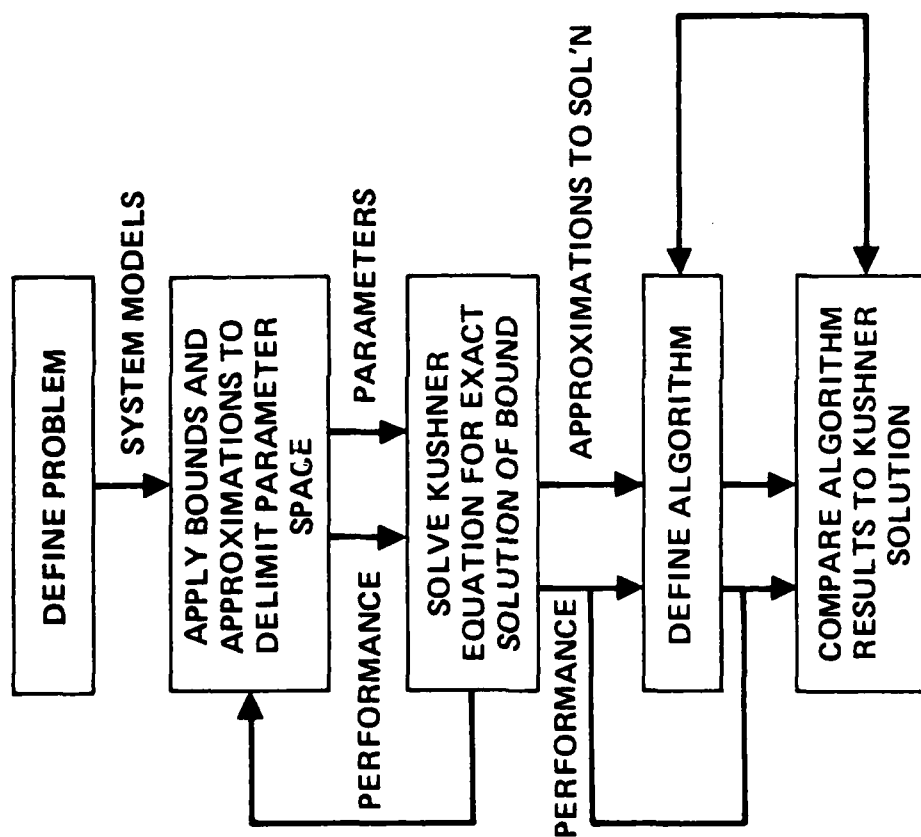 DEFINE PROBLEM
SYSTEM MODELS
APPLY BOUNDS AND
APPROXIMATIONS TO
DELIMIT PARAMETER
SPACE
PERFORMANCE
PARAMETERS
SOLVE KUSHNER
EQUATION FOR EXACT
SOLUTION OF BOUND
PERFORMANCE
APPROXIMATIONS TO SOL'N
DEFINE ALGORITHM
COMPARE ALGORITHM
RESULTS TO KUSHNER
SOLUTION